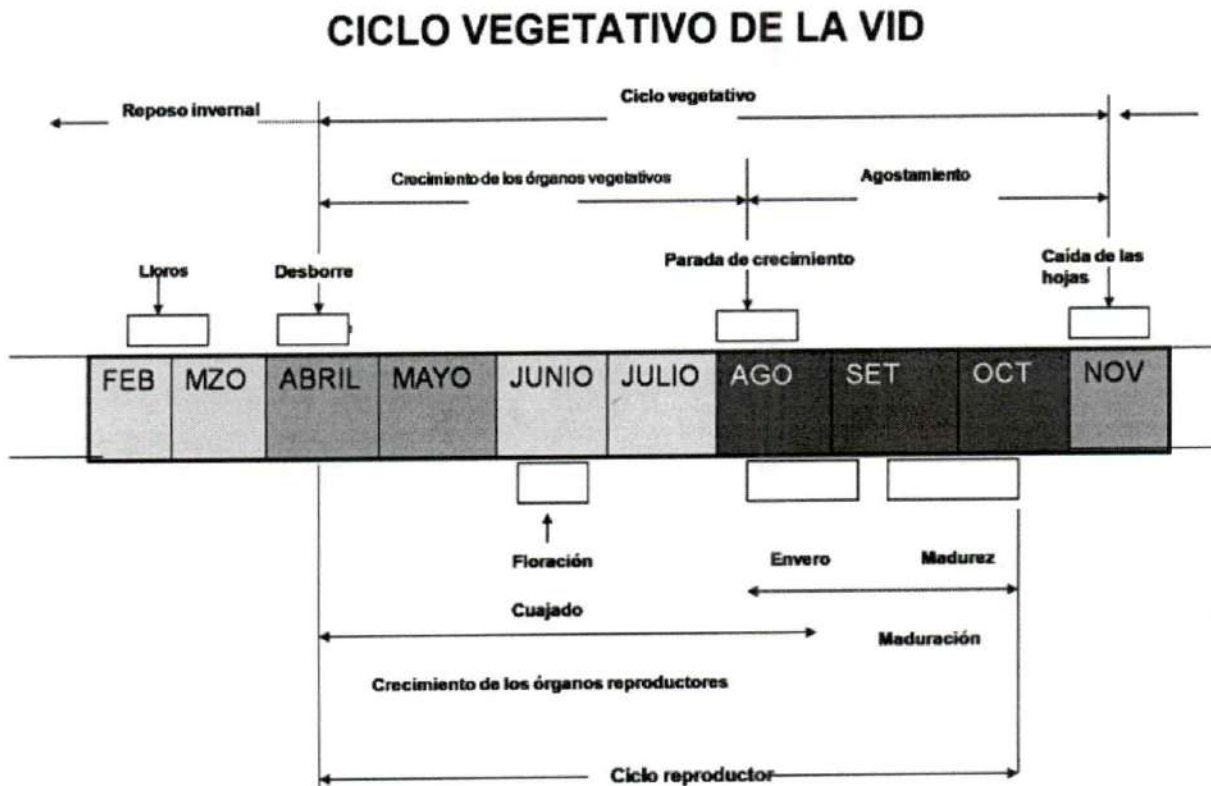 CICLO VEGETATIVO DE LA VID
Reposo invernal
Ciclo vegetativo
Crecimiento de los órganos vegetativos
Agostamiento
Lloros
Desborre
Parada de crecimiento
Caída de las
hojas
FEB MZO ABRIL MAYO JUNIO JULIO AGO SET OCT NOV
Floración
Envero
Madurez
Cuajado
Maduración
Crecimiento de los órganos reproductores
Ciclo reproductor